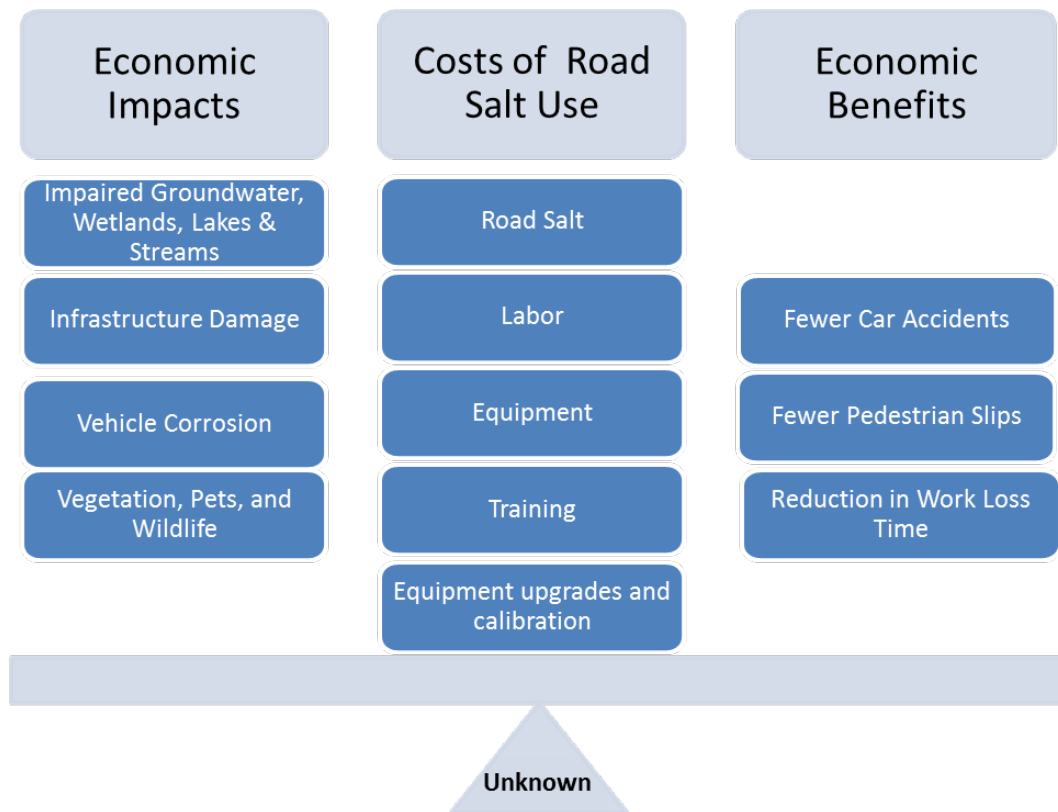 Economic
Impacts
Costs of Road
Salt Use
Economic
Benefits
Impaired Groundwater,
Wetlands, Lakes &
Streams
Infrastructure Damage
Vehicle Corrosion
Vegetation, Pets, and
Wildlife
Road Salt
Labor
Equipment
Training
Equipment upgrades and
calibration
Fewer Car Accidents
Fewer Pedestrian Slips
Reduction in Work Loss
Time
Unknown